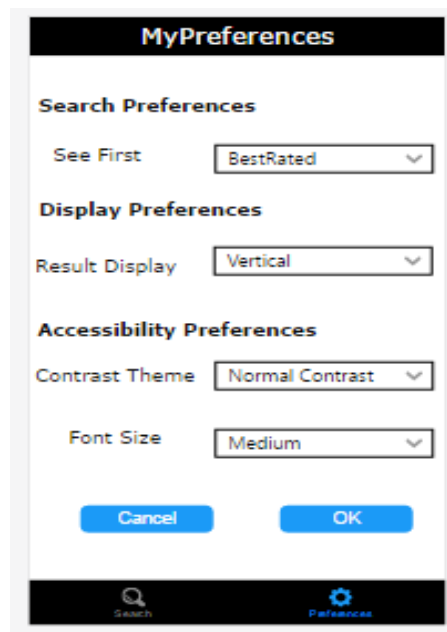 MyPreferences
Search Preferences
See First BestRated
Display Preferences
Result Display Vertical
Accessibility Preferences
Contrast Theme Normal Contrast
Font Size Medium
Cancel OK
Search Preferences